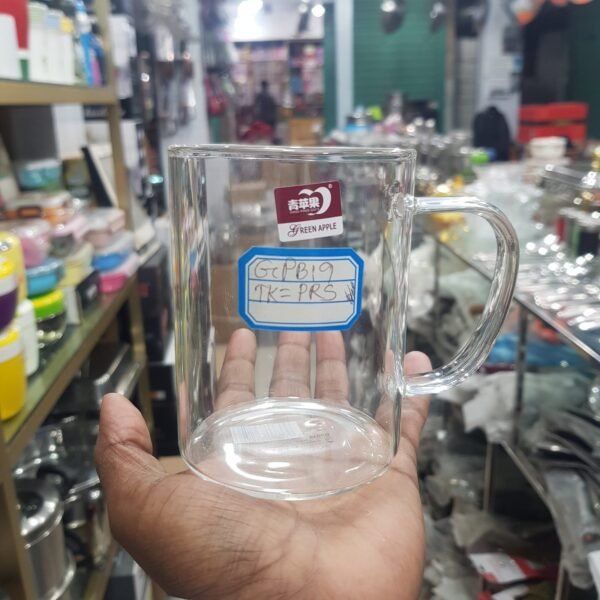 青苹果®
GREEN APPLE
GCPB19
TK= PRS